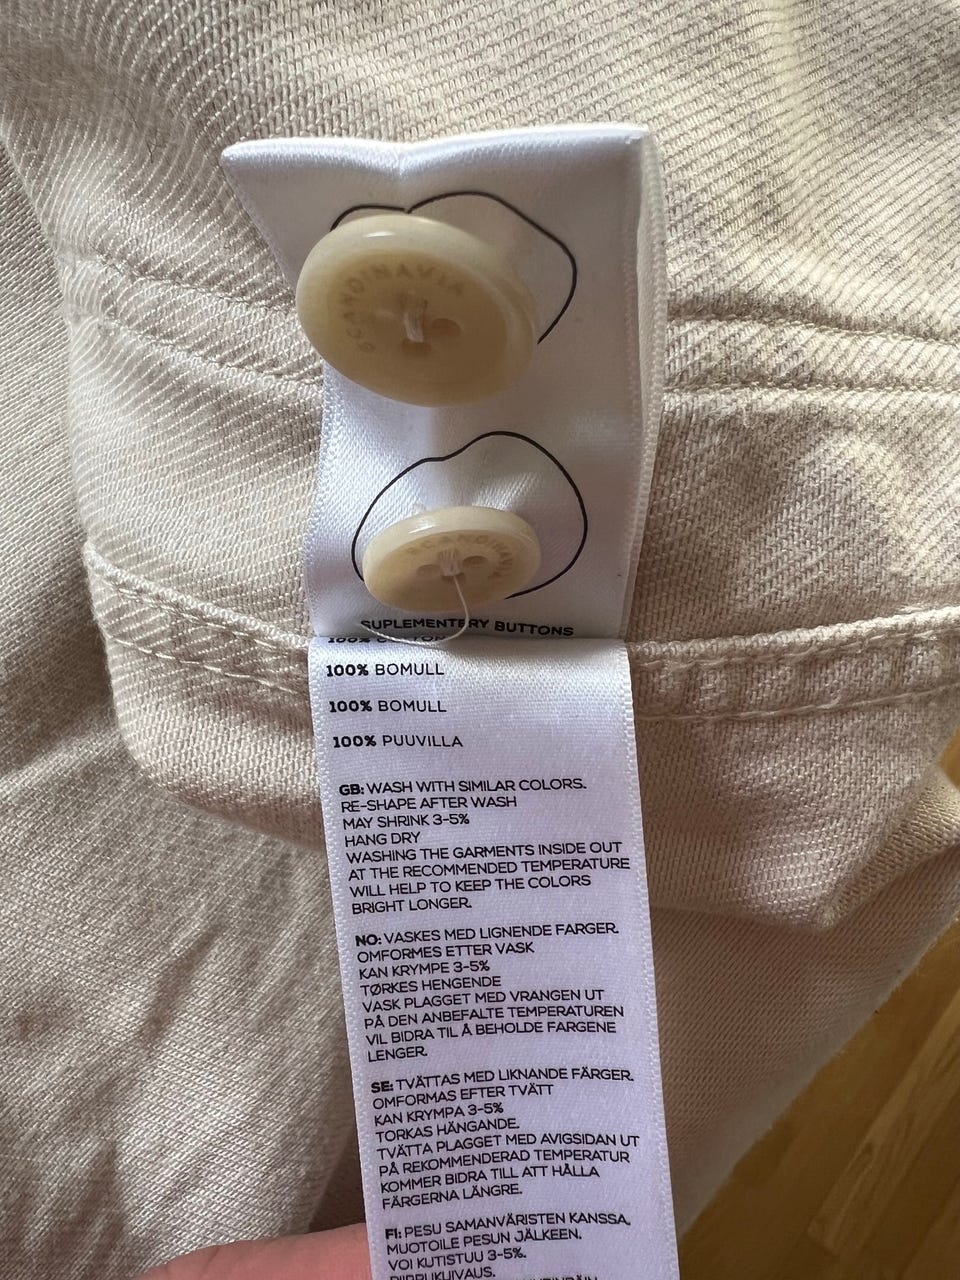 SCANDINAVIA
SCANDINAVIA
SUPLEMENTERY BUTTONS
100% COTTON
100% BOMULL
100% BOMULL
100% PUUVILLA
GB: WASH WITH SIMILAR COLORS.
RE-SHAPE AFTER WASH
MAY SHRINK 3-5%
HANG DRY
WASHING THE GARMENTS INSIDE OUT
AT THE RECOMMENDED TEMPERATURE
WILL HELP TO KEEP THE COLORS
BRIGHT LONGER.
NO: VASKES MED LIGNENDE FARGER.
OMFORMES ETTER VASK
KAN KRYMPE 3-5%
TØRKES HENGENDE
VASK PLAGGET MED VRANGEN UT
PÅ DEN ANBEFALTE TEMPERATUREN
VIL BIDRA TIL Å BEHOLDE FARGENE
LENGER.
SE: TVÄTTAS MED LIKNANDE FÄRGER.
OMFORMAS EFTER TVÄTT
KAN KRYMPA 3-5%
TORKAS HÄNGANDE.
TVÄTTA PLAGGET MED AVIGSIDAN UT
PÅ REKOMMENDERAD TEMPERATUR
KOMMER BIDRA TILL ATT HÅLLA
FÄRGERNA LÄNGRE.
FI: PESU SAMANVÄRISTEN KANSSA.
MUOTOILE PESUN JÄLKEEN.
VOI KUTISTUU 3-5%.
RIIPPUKUIVAUS.